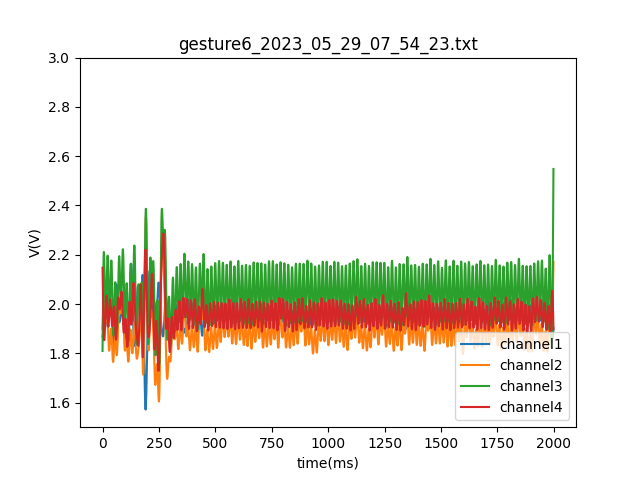 gesture6_2023_05_29_07_54_23.txt
3.0
2.8
2.6
2.4
2.2
2.0
1.8
1.6
V(V)
channel1
channel2
channel3
channel4
0 250 500 750 1000 1250 1500 1750 2000
time(ms)